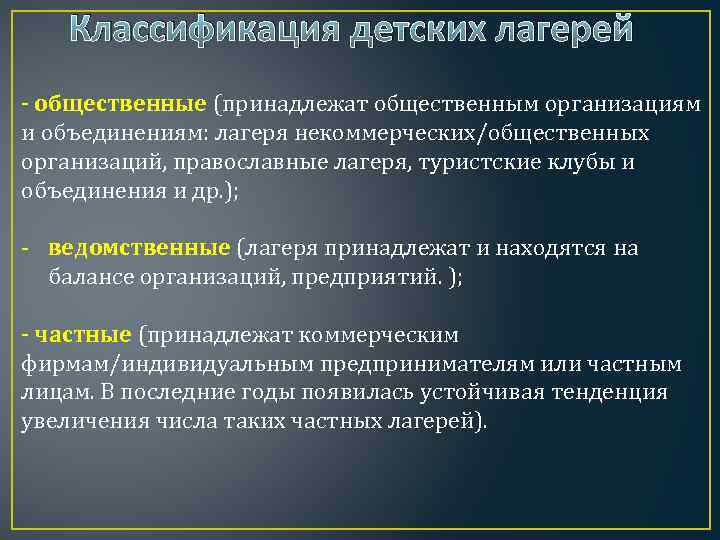 Классификация детских лагерей
- общественные (принадлежат общественным организациям
и объединениям: лагеря некоммерческих/общественных
организаций, православные лагеря, туристские клубы и
объединения и др. );
- ведомственные (лагеря принадлежат и находятся на
балансе организаций, предприятий. );
- частные (принадлежат коммерческим
фирмам/индивидуальным предпринимателям или частным
лицам. В последние годы появилась устойчивая тенденция
увеличения числа таких частных лагерей).